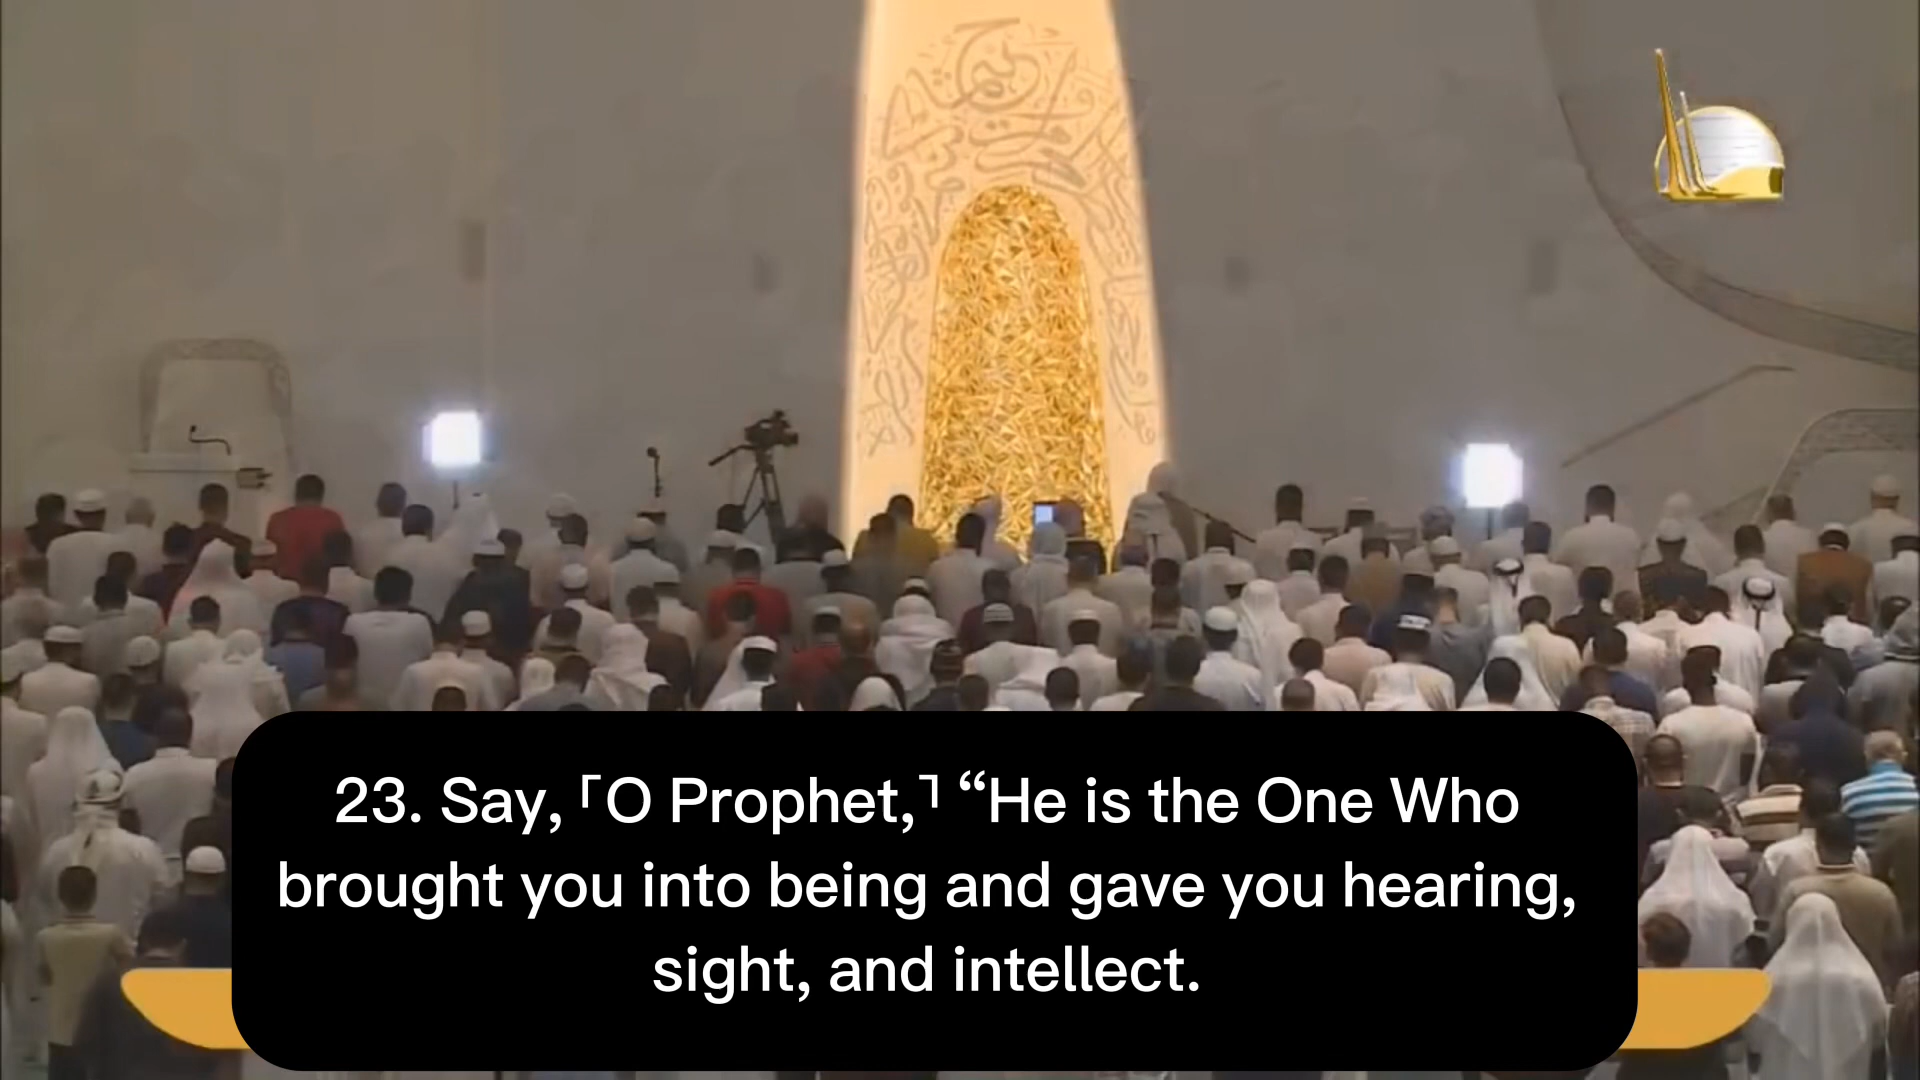 23. Say, ⸢O Prophet,⸣ “He is the One Who
brought you into being and gave you hearing,
sight, and intellect.